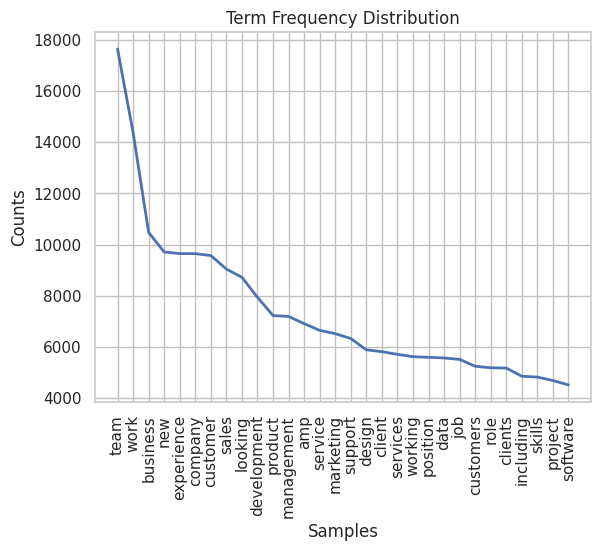 Term Frequency Distribution
18000
16000
14000
12000
10000
8000
6000
4000
Counts
team
work
business
new
experience
company
customer
sales
looking
development
product
management
amp
service
marketing
support
design
client
services
working
position
data
job
customers
role
clients
including
skills
project
software
Samples